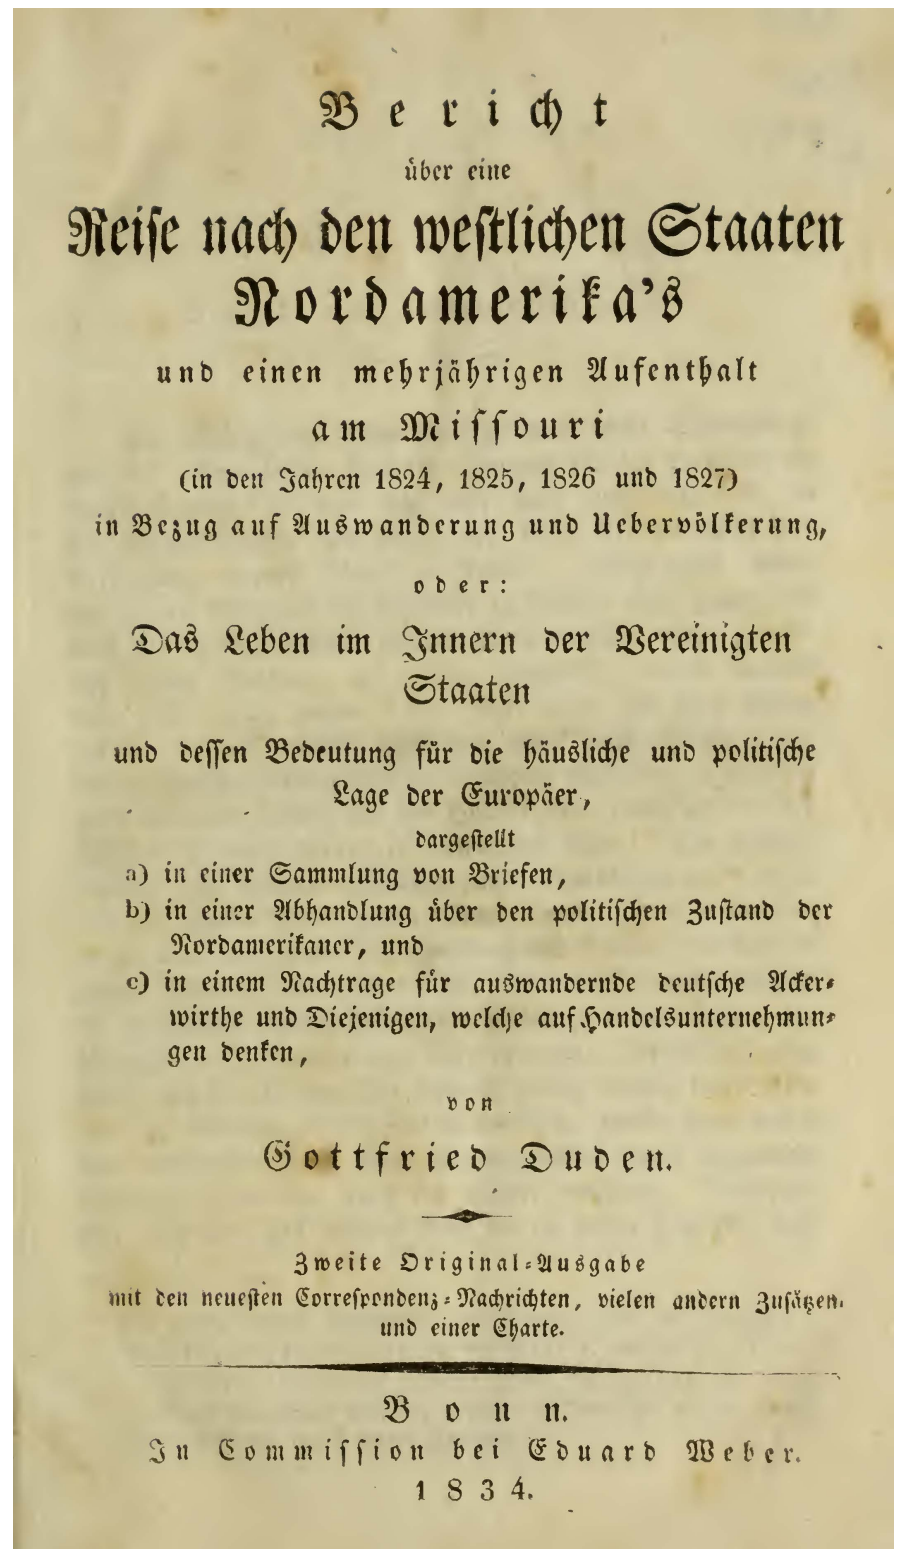 Bericht
über eine
Reise nach den westlichen Staaten
Nordamerika's
und einen mehrjährigen Aufenthalt
am Missouri
(in den Jahren 1824, 1825, 1826 und 1827)
in Bezug auf Auswanderung und Uebervölkerung,
oder:
Das Leben im Innern der Vereinigten
Staaten
und dessen Bedeutung für die häusliche und politische
Lage der Europäer,
dargestellt
a) in einer Sammlung von Briefen,
b) in einer Abhandlung über den politischen Zustand der
Nordamerikaner, und
c) in einem Nachtrage für auswandernde deutsche Acker-
wirthe und Diejenigen, welche auf Handelsunternehmun-
gen denken,
von
Gottfried Duden.
Zweite Original-Ausgabe
mit den neuesten Correspondenz-Nachrichten, vielen andern Zusätzen.
und einer Charte.
Bonn.
In Commission bei Eduard Weber.
1834.